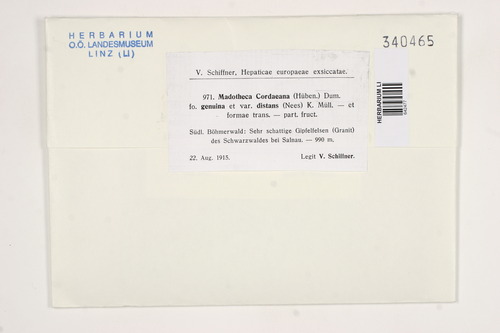 HERBARIUM
O.Ö. LANDESMUSEUM
LINZ (LI)
340465
V. Schiffner, Hepaticae europaeae exsiccatae.
971. Madotheca Cordaeana (Hüben.) Dum.
fo. genuina et var. distans (Nees) K. Müll. — et
formae trans. — part. fruct.
Südl. Böhmerwald: Sehr schattige Gipfelfelsen (Granit)
des Schwarzwaldes bei Salnau. — 990 m.
22. Aug. 1915. Legit V. Schiffner.
HERBARIUM LI